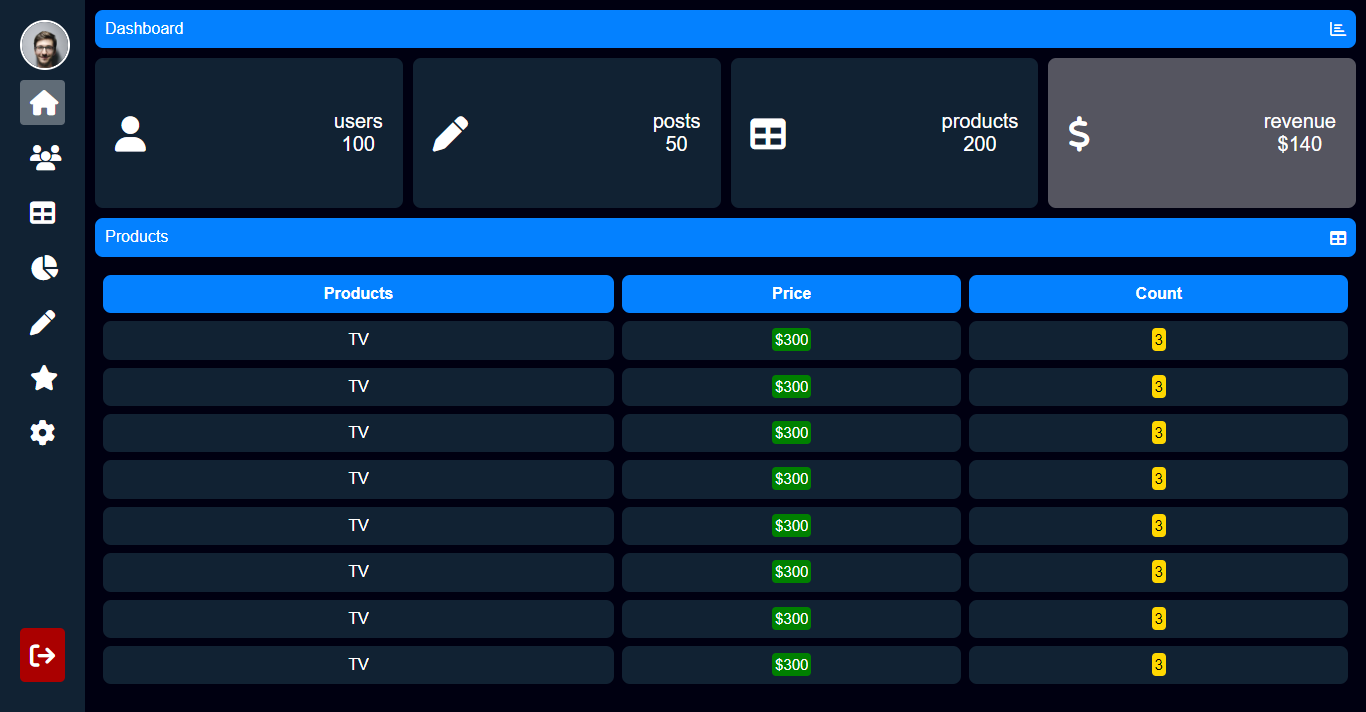 Dashboard
users
100
posts
50
products
200
revenue
$140
Products
Products Price Count
TV $300 3
TV $300 3
TV $300 3
TV $300 3
TV $300 3
TV $300 3
TV $300 3
TV $300 3